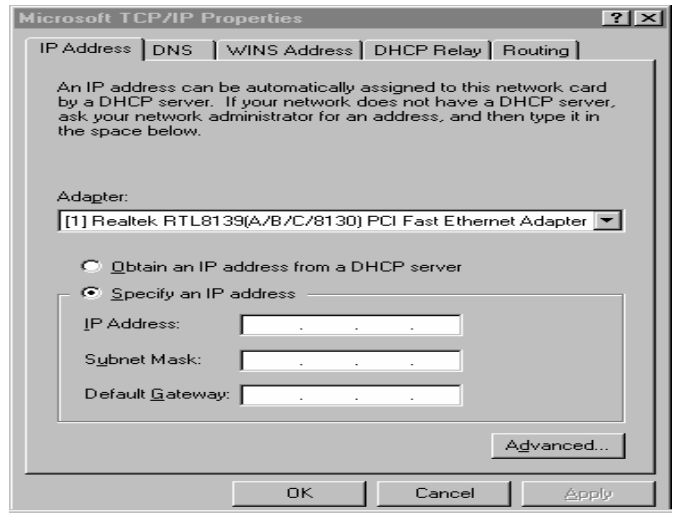 Microsoft TCP/IP Properties
IP Address DNS WINS Address DHCP Relay Routing
An IP address can be automatically assigned to this network card
by a DHCP server. If your network does not have a DHCP server,
ask your network administrator for an address, and then type it in
the space below.
Adapter:
[1] Realtek RTL8139(A/B/C/8130) PCI Fast Ethernet Adapter
Obtain an IP address from a DHCP server
Specify an IP address
IP Address: . . .
Subnet Mask: . . .
Default Gateway: . . .
Advanced...
OK Cancel Apply